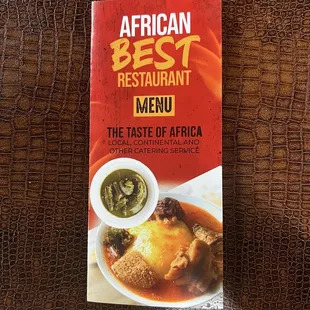 AFRICAN
BEST
RESTAURANT
MENU
THE TASTE OF AFRICA
LOCAL, CONTINENTAL AND
OTHER CATERING SERVICE